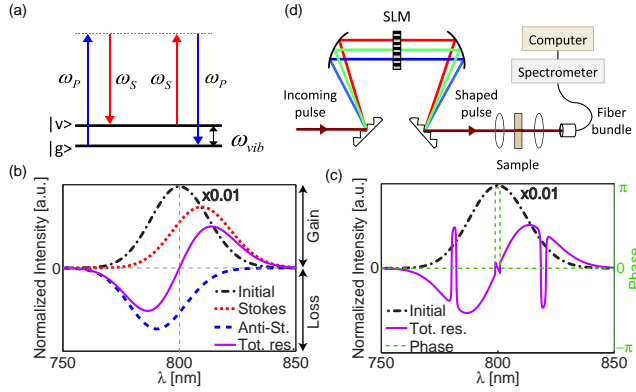 (a)
ω_P
ω_S
ω_S
ω_P
|v>
|g>
ω_vib
(d)
SLM
Computer
Spectrometer
Incoming
pulse
Shaped
pulse
Fiber
bundle
Sample
(b)
x0.01
Normalized Intensity [a.u.]
0
Gain
Loss
Initial
Stokes
Anti-St.
Tot. res.
750
800
850
λ [nm]
(c)
x0.01
Normalized Intensity [a.u.]
0
π
0
-π
Phase
Initial
Tot. res.
Phase
750
800
850
λ [nm]